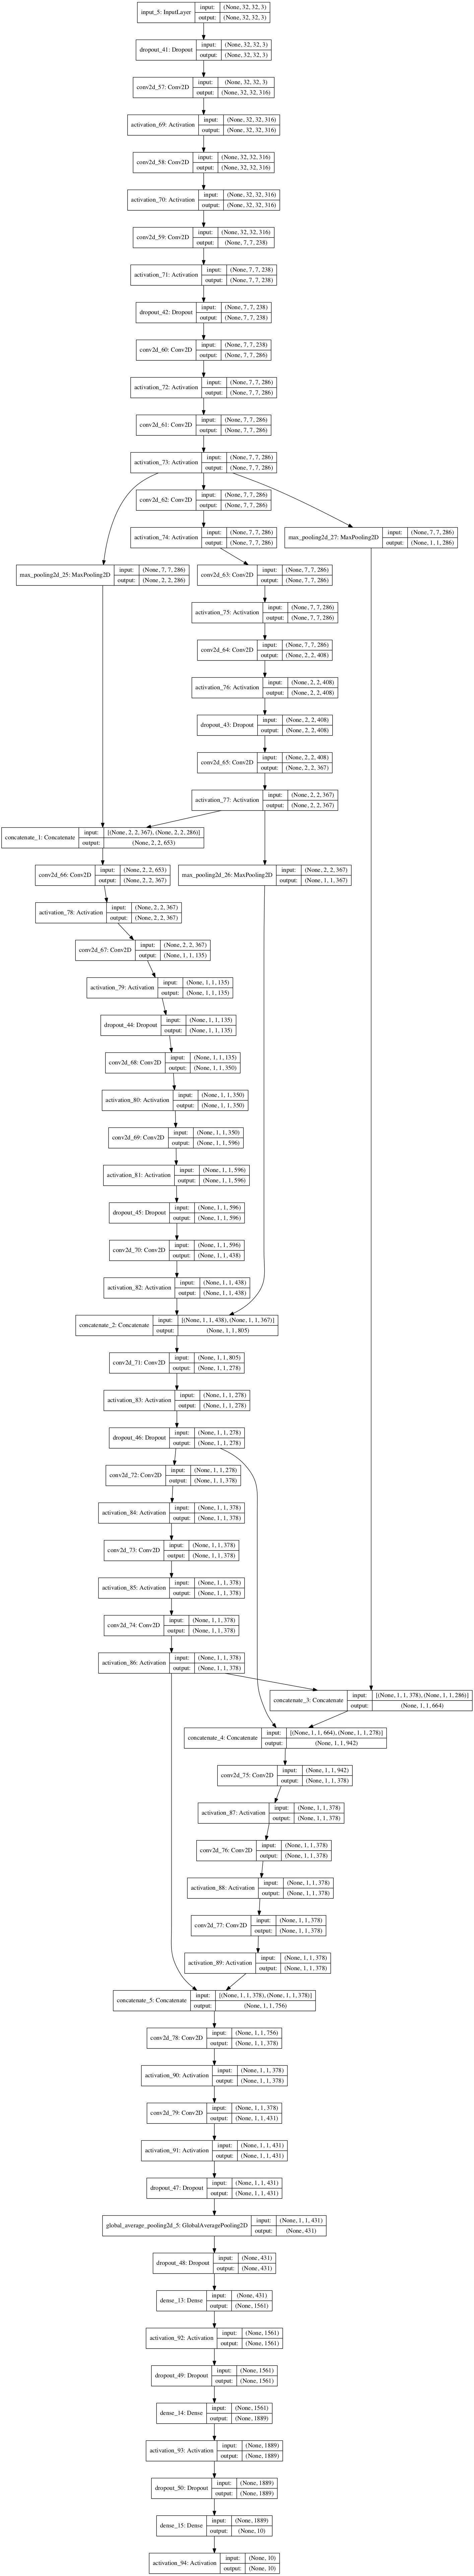 input_5: InputLayer
input: (None, 32, 32, 3)
output: (None, 32, 32, 3)
dropout_41: Dropout
input: (None, 32, 32, 3)
output: (None, 32, 32, 3)
conv2d_57: Conv2D
input: (None, 32, 32, 3)
output: (None, 32, 32, 316)
activation_69: Activation
input: (None, 32, 32, 316)
output: (None, 32, 32, 316)
conv2d_58: Conv2D
input: (None, 32, 32, 316)
output: (None, 32, 32, 316)
activation_70: Activation
input: (None, 32, 32, 316)
output: (None, 32, 32, 316)
conv2d_59: Conv2D
input: (None, 32, 32, 316)
output: (None, 7, 7, 238)
activation_71: Activation
input: (None, 7, 7, 238)
output: (None, 7, 7, 238)
dropout_42: Dropout
input: (None, 7, 7, 238)
output: (None, 7, 7, 238)
conv2d_60: Conv2D
input: (None, 7, 7, 238)
output: (None, 7, 7, 286)
activation_72: Activation
input: (None, 7, 7, 286)
output: (None, 7, 7, 286)
conv2d_61: Conv2D
input: (None, 7, 7, 286)
output: (None, 7, 7, 286)
activation_73: Activation
input: (None, 7, 7, 286)
output: (None, 7, 7, 286)
conv2d_62: Conv2D
input: (None, 7, 7, 286)
output: (None, 7, 7, 286)
activation_74: Activation
input: (None, 7, 7, 286)
output: (None, 7, 7, 286)
max_pooling2d_27: MaxPooling2D
input: (None, 7, 7, 286)
output: (None, 1, 1, 286)
max_pooling2d_25: MaxPooling2D
input: (None, 7, 7, 286)
output: (None, 2, 2, 286)
conv2d_63: Conv2D
input: (None, 7, 7, 286)
output: (None, 7, 7, 286)
activation_75: Activation
input: (None, 7, 7, 286)
output: (None, 7, 7, 286)
conv2d_64: Conv2D
input: (None, 7, 7, 286)
output: (None, 2, 2, 408)
activation_76: Activation
input: (None, 2, 2, 408)
output: (None, 2, 2, 408)
dropout_43: Dropout
input: (None, 2, 2, 408)
output: (None, 2, 2, 408)
conv2d_65: Conv2D
input: (None, 2, 2, 408)
output: (None, 2, 2, 367)
activation_77: Activation
input: (None, 2, 2, 367)
output: (None, 2, 2, 367)
concatenate_1: Concatenate
input: [(None, 2, 2, 367), (None, 2, 2, 286)]
output: (None, 2, 2, 653)
conv2d_66: Conv2D
input: (None, 2, 2, 653)
output: (None, 2, 2, 367)
max_pooling2d_26: MaxPooling2D
input: (None, 2, 2, 367)
output: (None, 1, 1, 367)
activation_78: Activation
input: (None, 2, 2, 367)
output: (None, 2, 2, 367)
conv2d_67: Conv2D
input: (None, 2, 2, 367)
output: (None, 1, 1, 135)
activation_79: Activation
input: (None, 1, 1, 135)
output: (None, 1, 1, 135)
dropout_44: Dropout
input: (None, 1, 1, 135)
output: (None, 1, 1, 135)
conv2d_68: Conv2D
input: (None, 1, 1, 135)
output: (None, 1, 1, 350)
activation_80: Activation
input: (None, 1, 1, 350)
output: (None, 1, 1, 350)
conv2d_69: Conv2D
input: (None, 1, 1, 350)
output: (None, 1, 1, 596)
activation_81: Activation
input: (None, 1, 1, 596)
output: (None, 1, 1, 596)
dropout_45: Dropout
input: (None, 1, 1, 596)
output: (None, 1, 1, 596)
conv2d_70: Conv2D
input: (None, 1, 1, 596)
output: (None, 1, 1, 438)
activation_82: Activation
input: (None, 1, 1, 438)
output: (None, 1, 1, 438)
concatenate_2: Concatenate
input: [(None, 1, 1, 438), (None, 1, 1, 367)]
output: (None, 1, 1, 805)
conv2d_71: Conv2D
input: (None, 1, 1, 805)
output: (None, 1, 1, 278)
activation_83: Activation
input: (None, 1, 1, 278)
output: (None, 1, 1, 278)
dropout_46: Dropout
input: (None, 1, 1, 278)
output: (None, 1, 1, 278)
conv2d_72: Conv2D
input: (None, 1, 1, 278)
output: (None, 1, 1, 378)
activation_84: Activation
input: (None, 1, 1, 378)
output: (None, 1, 1, 378)
conv2d_73: Conv2D
input: (None, 1, 1, 378)
output: (None, 1, 1, 378)
activation_85: Activation
input: (None, 1, 1, 378)
output: (None, 1, 1, 378)
conv2d_74: Conv2D
input: (None, 1, 1, 378)
output: (None, 1, 1, 378)
activation_86: Activation
input: (None, 1, 1, 378)
output: (None, 1, 1, 378)
concatenate_3: Concatenate
input: [(None, 1, 1, 378), (None, 1, 1, 286)]
output: (None, 1, 1, 664)
concatenate_4: Concatenate
input: [(None, 1, 1, 664), (None, 1, 1, 278)]
output: (None, 1, 1, 942)
conv2d_75: Conv2D
input: (None, 1, 1, 942)
output: (None, 1, 1, 378)
activation_87: Activation
input: (None, 1, 1, 378)
output: (None, 1, 1, 378)
conv2d_76: Conv2D
input: (None, 1, 1, 378)
output: (None, 1, 1, 378)
activation_88: Activation
input: (None, 1, 1, 378)
output: (None, 1, 1, 378)
conv2d_77: Conv2D
input: (None, 1, 1, 378)
output: (None, 1, 1, 378)
activation_89: Activation
input: (None, 1, 1, 378)
output: (None, 1, 1, 378)
concatenate_5: Concatenate
input: [(None, 1, 1, 378), (None, 1, 1, 378)]
output: (None, 1, 1, 756)
conv2d_78: Conv2D
input: (None, 1, 1, 756)
output: (None, 1, 1, 378)
activation_90: Activation
input: (None, 1, 1, 378)
output: (None, 1, 1, 378)
conv2d_79: Conv2D
input: (None, 1, 1, 378)
output: (None, 1, 1, 431)
activation_91: Activation
input: (None, 1, 1, 431)
output: (None, 1, 1, 431)
dropout_47: Dropout
input: (None, 1, 1, 431)
output: (None, 1, 1, 431)
global_average_pooling2d_5: GlobalAveragePooling2D
input: (None, 1, 1, 431)
output: (None, 431)
dropout_48: Dropout
input: (None, 431)
output: (None, 431)
dense_13: Dense
input: (None, 431)
output: (None, 1561)
activation_92: Activation
input: (None, 1561)
output: (None, 1561)
dropout_49: Dropout
input: (None, 1561)
output: (None, 1561)
dense_14: Dense
input: (None, 1561)
output: (None, 1889)
activation_93: Activation
input: (None, 1889)
output: (None, 1889)
dropout_50: Dropout
input: (None, 1889)
output: (None, 1889)
dense_15: Dense
input: (None, 1889)
output: (None, 10)
activation_94: Activation
input: (None, 10)
output: (None, 10)